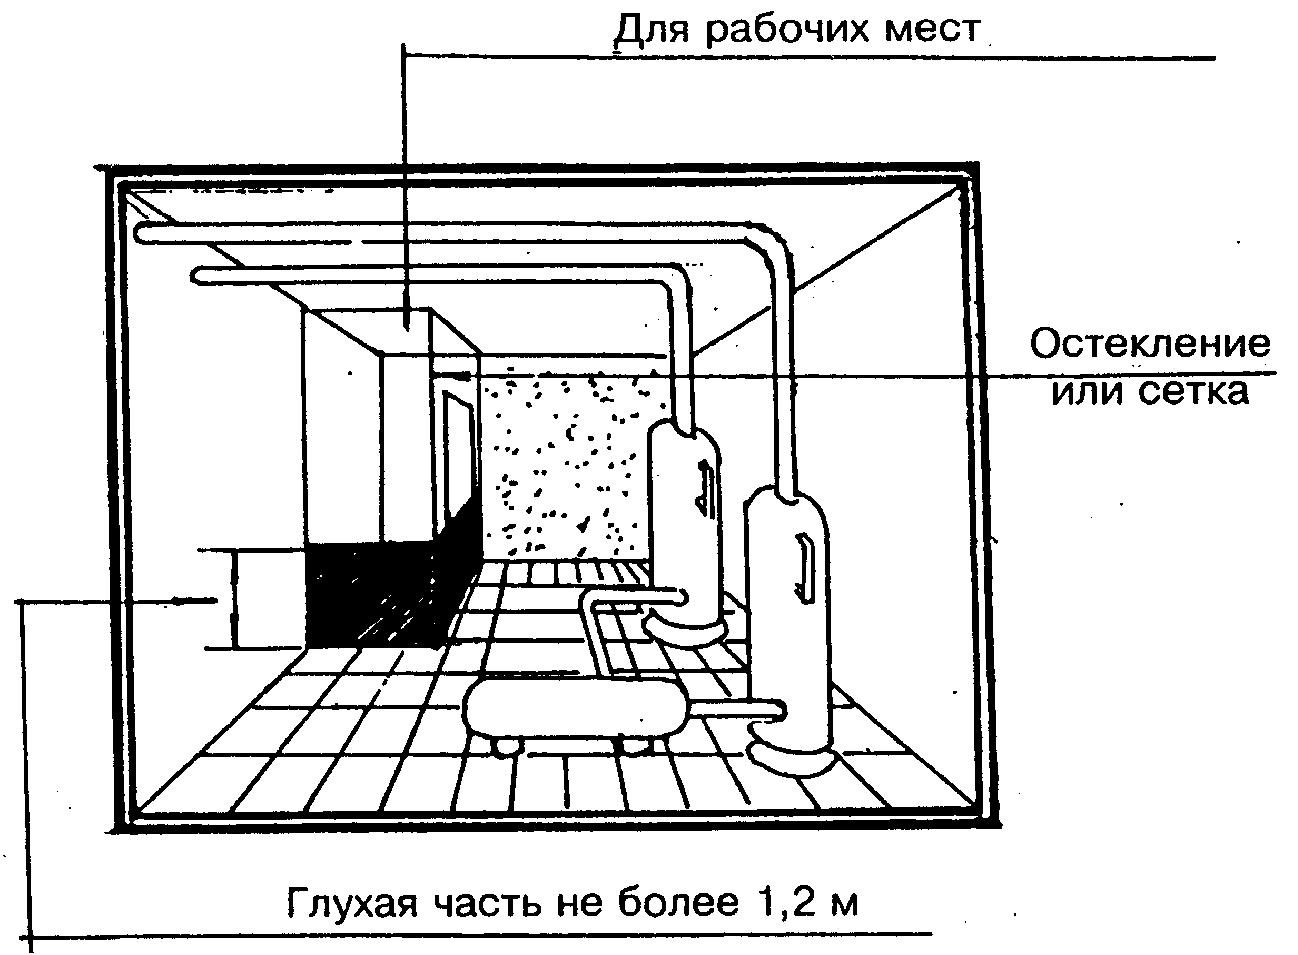 Для рабочих мест
Остекление
или сетка
Глухая часть не более 1,2 м